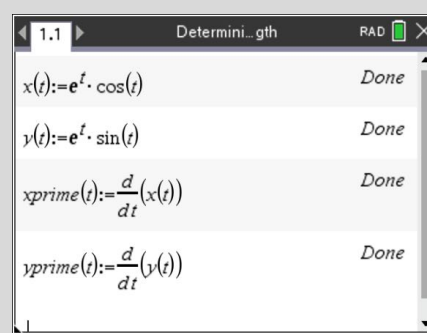 1.1 Determini...gth RAD
x(t):=e^t·cos(t) Done
y(t):=e^t·sin(t) Done
xprime(t):=d/dt(x(t)) Done
yprime(t):=d/dt(y(t)) Done